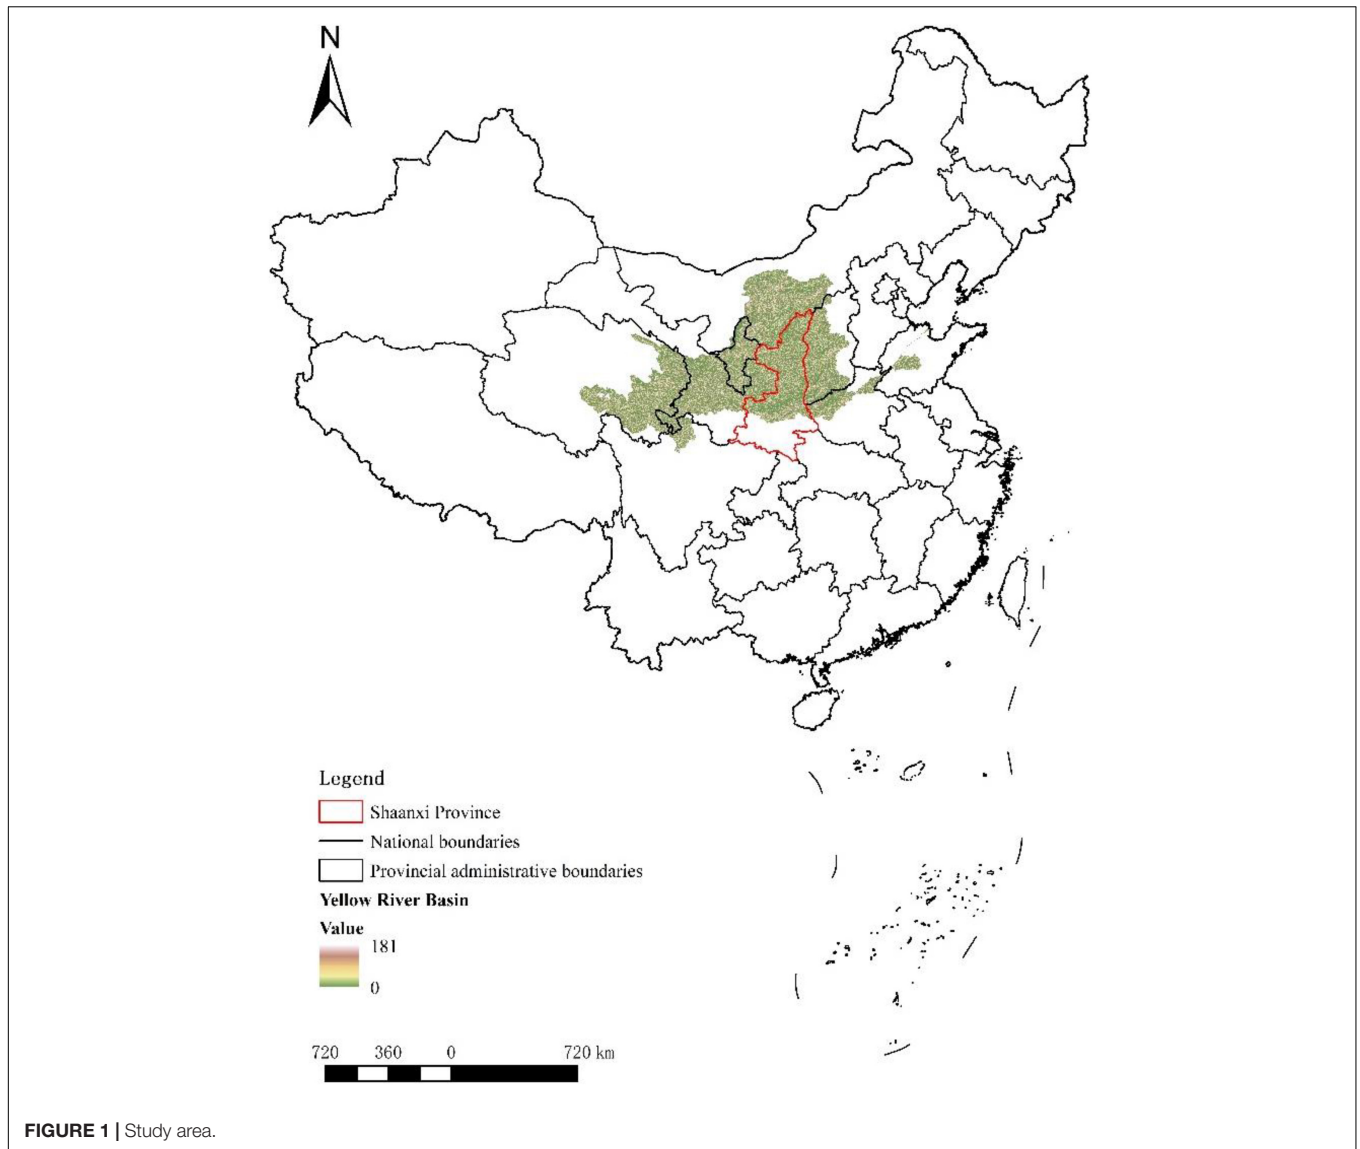 N
Legend
Shaanxi Province
National boundaries
Provincial administrative boundaries
Yellow River Basin
Value
181
0
720 360 0 720 km
FIGURE 1 | Study area.